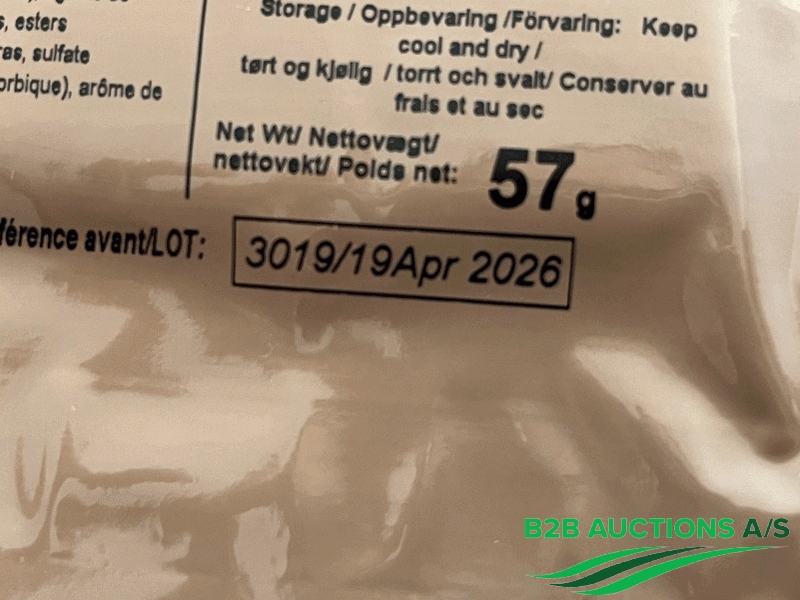 s, esters
ras, sulfate
orbique), arôme de
Storage / Oppbevaring /Förvaring: Keep
cool and dry /
tørt og kjølig / torrt och svalt/ Conserver au
frais et au sec
Net Wt/ Nettovægt/
nettovekt/ Poids net:
57g
férence avant/LOT:
3019/19Apr 2026
B2B AUCTIONS A/S